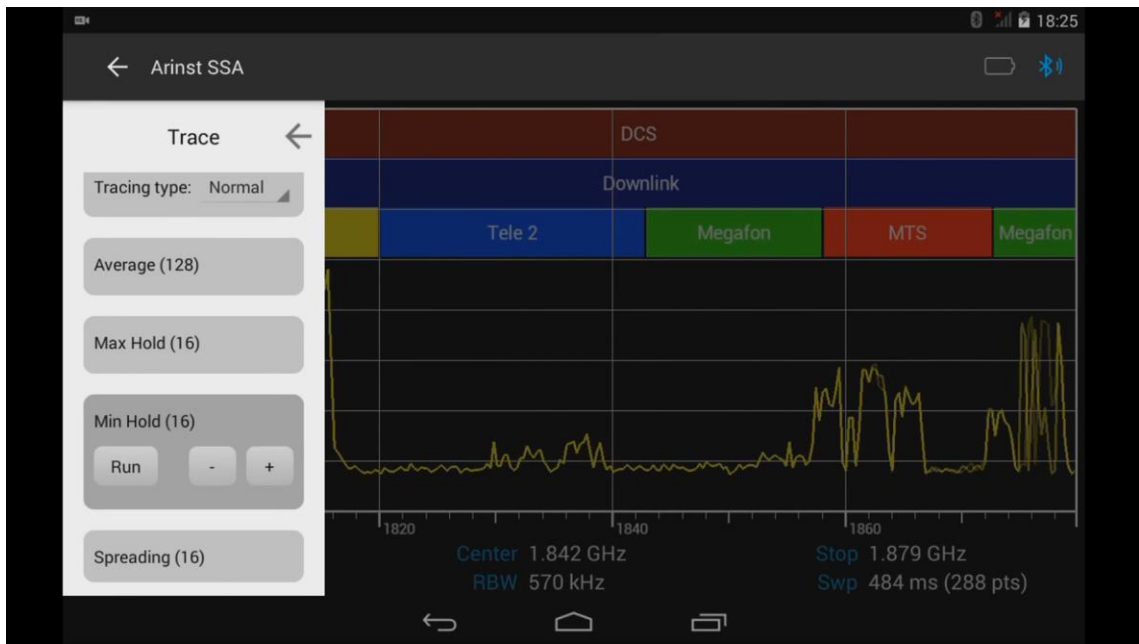 18:25
Arinst SSA
Trace
DCS
Tracing type: Normal
Downlink
Tele 2 Megafon MTS Megafon
Average (128)
Max Hold (16)
Min Hold (16)
Run - +
Spreading (16)
1820 1840 1860
Center 1.842 GHz Stop 1.879 GHz
RBW 570 kHz Swp 484 ms (288 pts)